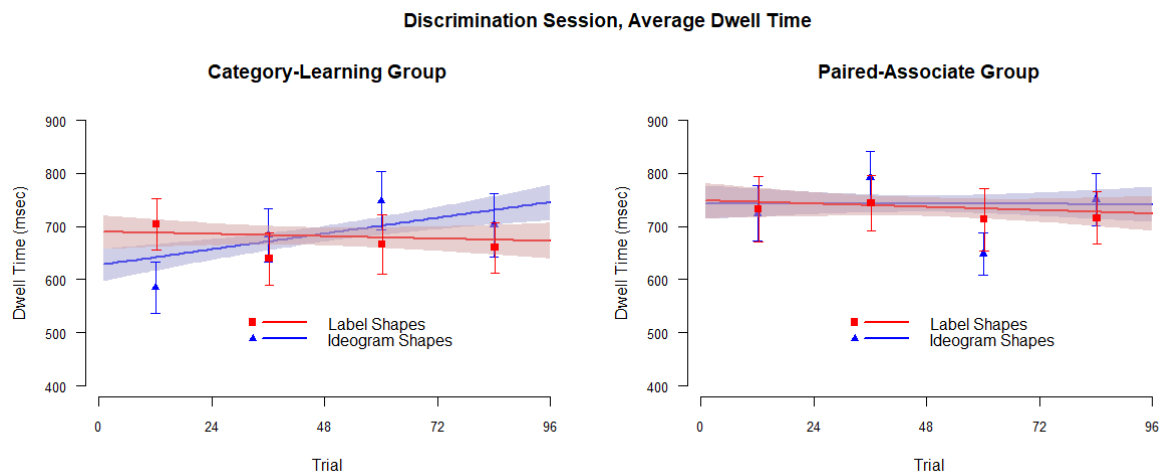 Discrimination Session, Average Dwell Time
Category-Learning Group
Dwell Time (msec)
900
800
700
600
500
400
Label Shapes
Ideogram Shapes
0 24 48 72 96
Trial
Paired-Associate Group
Dwell Time (msec)
900
800
700
600
500
400
Label Shapes
Ideogram Shapes
0 24 48 72 96
Trial